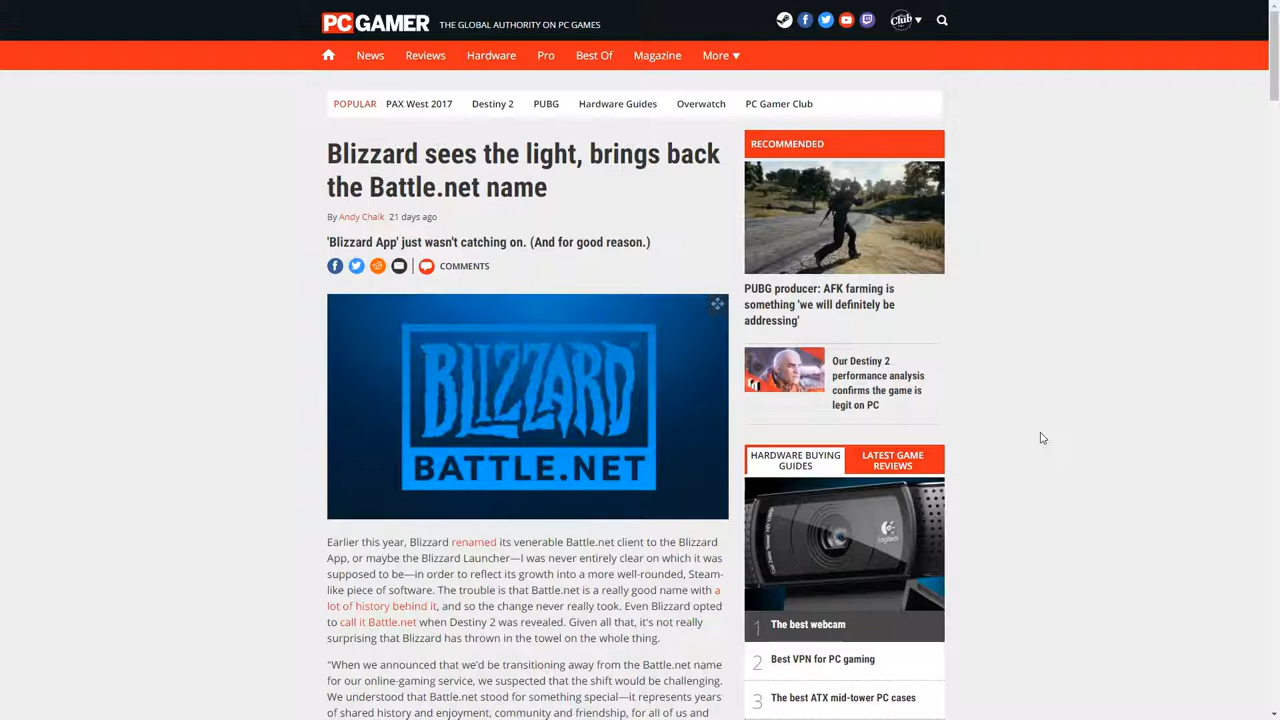 PC GAMER THE GLOBAL AUTHORITY ON PC GAMES
Club
News Reviews Hardware Pro Best Of Magazine More
POPULAR PAX West 2017 Destiny 2 PUBG Hardware Guides Overwatch PC Gamer Club
Blizzard sees the light, brings back
the Battle.net name
By Andy Chalk 21 days ago
'Blizzard App' just wasn't catching on. (And for good reason.)
COMMENTS
BLIZZARD
BATTLE.NET
Earlier this year, Blizzard renamed its venerable Battle.net client to the Blizzard
App, or maybe the Blizzard Launcher—I was never entirely clear on which it was
supposed to be—in order to reflect its growth into a more well-rounded, Steam-
like piece of software. The trouble is that Battle.net is a really good name with a
lot of history behind it, and so the change never really took. Even Blizzard opted
to call it Battle.net when Destiny 2 was revealed. Given all that, it's not really
surprising that Blizzard has thrown in the towel on the whole thing.
"When we announced that we'd be transitioning away from the Battle.net name
for our online-gaming service, we suspected that the shift would be challenging.
We understood that Battle.net stood for something special—it represents years
of shared history and enjoyment, community and friendship, for all of us and
RECOMMENDED
PUBG producer: AFK farming is
something 'we will definitely be
addressing'
Our Destiny 2
performance analysis
confirms the game is
legit on PC
HARDWARE BUYING
GUIDES
LATEST GAME
REVIEWS
Logitech
1 The best webcam
2 Best VPN for PC gaming
3 The best ATX mid-tower PC cases